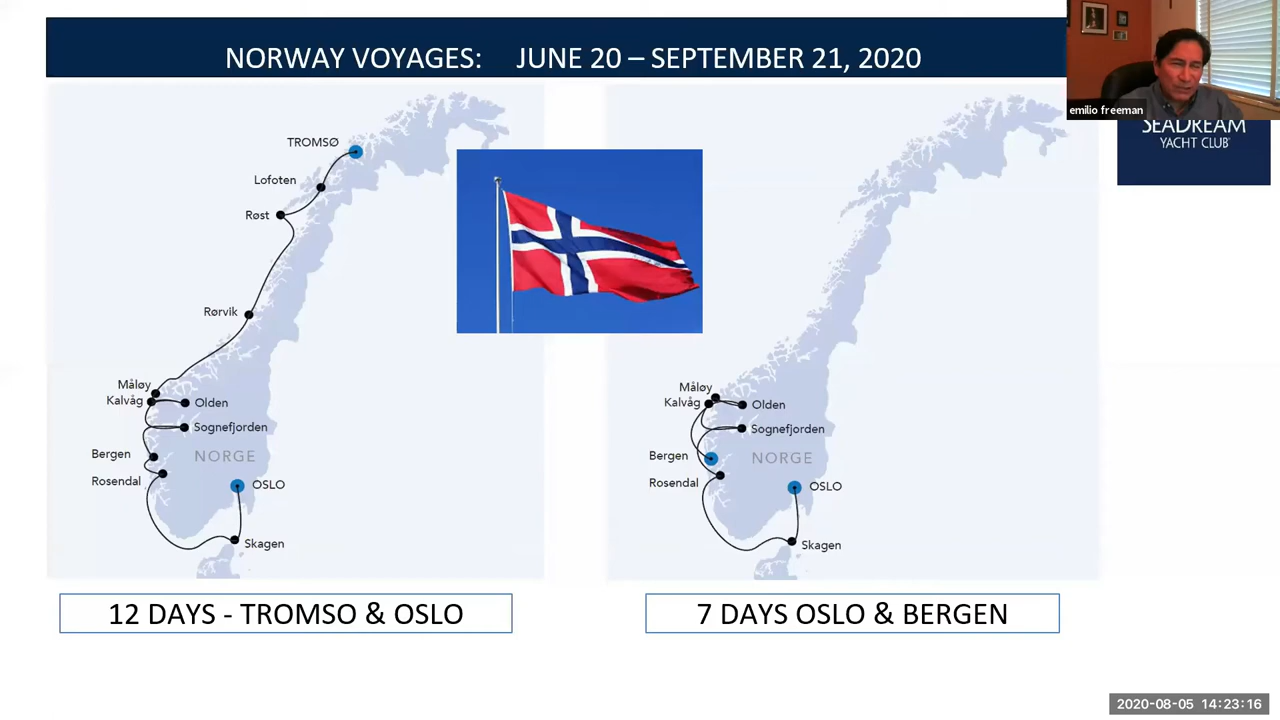 NORWAY VOYAGES: JUNE 20 – SEPTEMBER 21, 2020
emilio freeman
SEADREAM
YACHT CLUB
TROMSØ
Lofoten
Røst
Rørvik
Måløy
Kalvåg
Olden
Sognefjorden
Bergen
NORGE
Rosendal
OSLO
Skagen
Måløy
Kalvåg
Olden
Sognefjorden
Bergen
NORGE
Rosendal
OSLO
Skagen
12 DAYS - TROMSO & OSLO
7 DAYS OSLO & BERGEN
2020-08-05 14:23:16